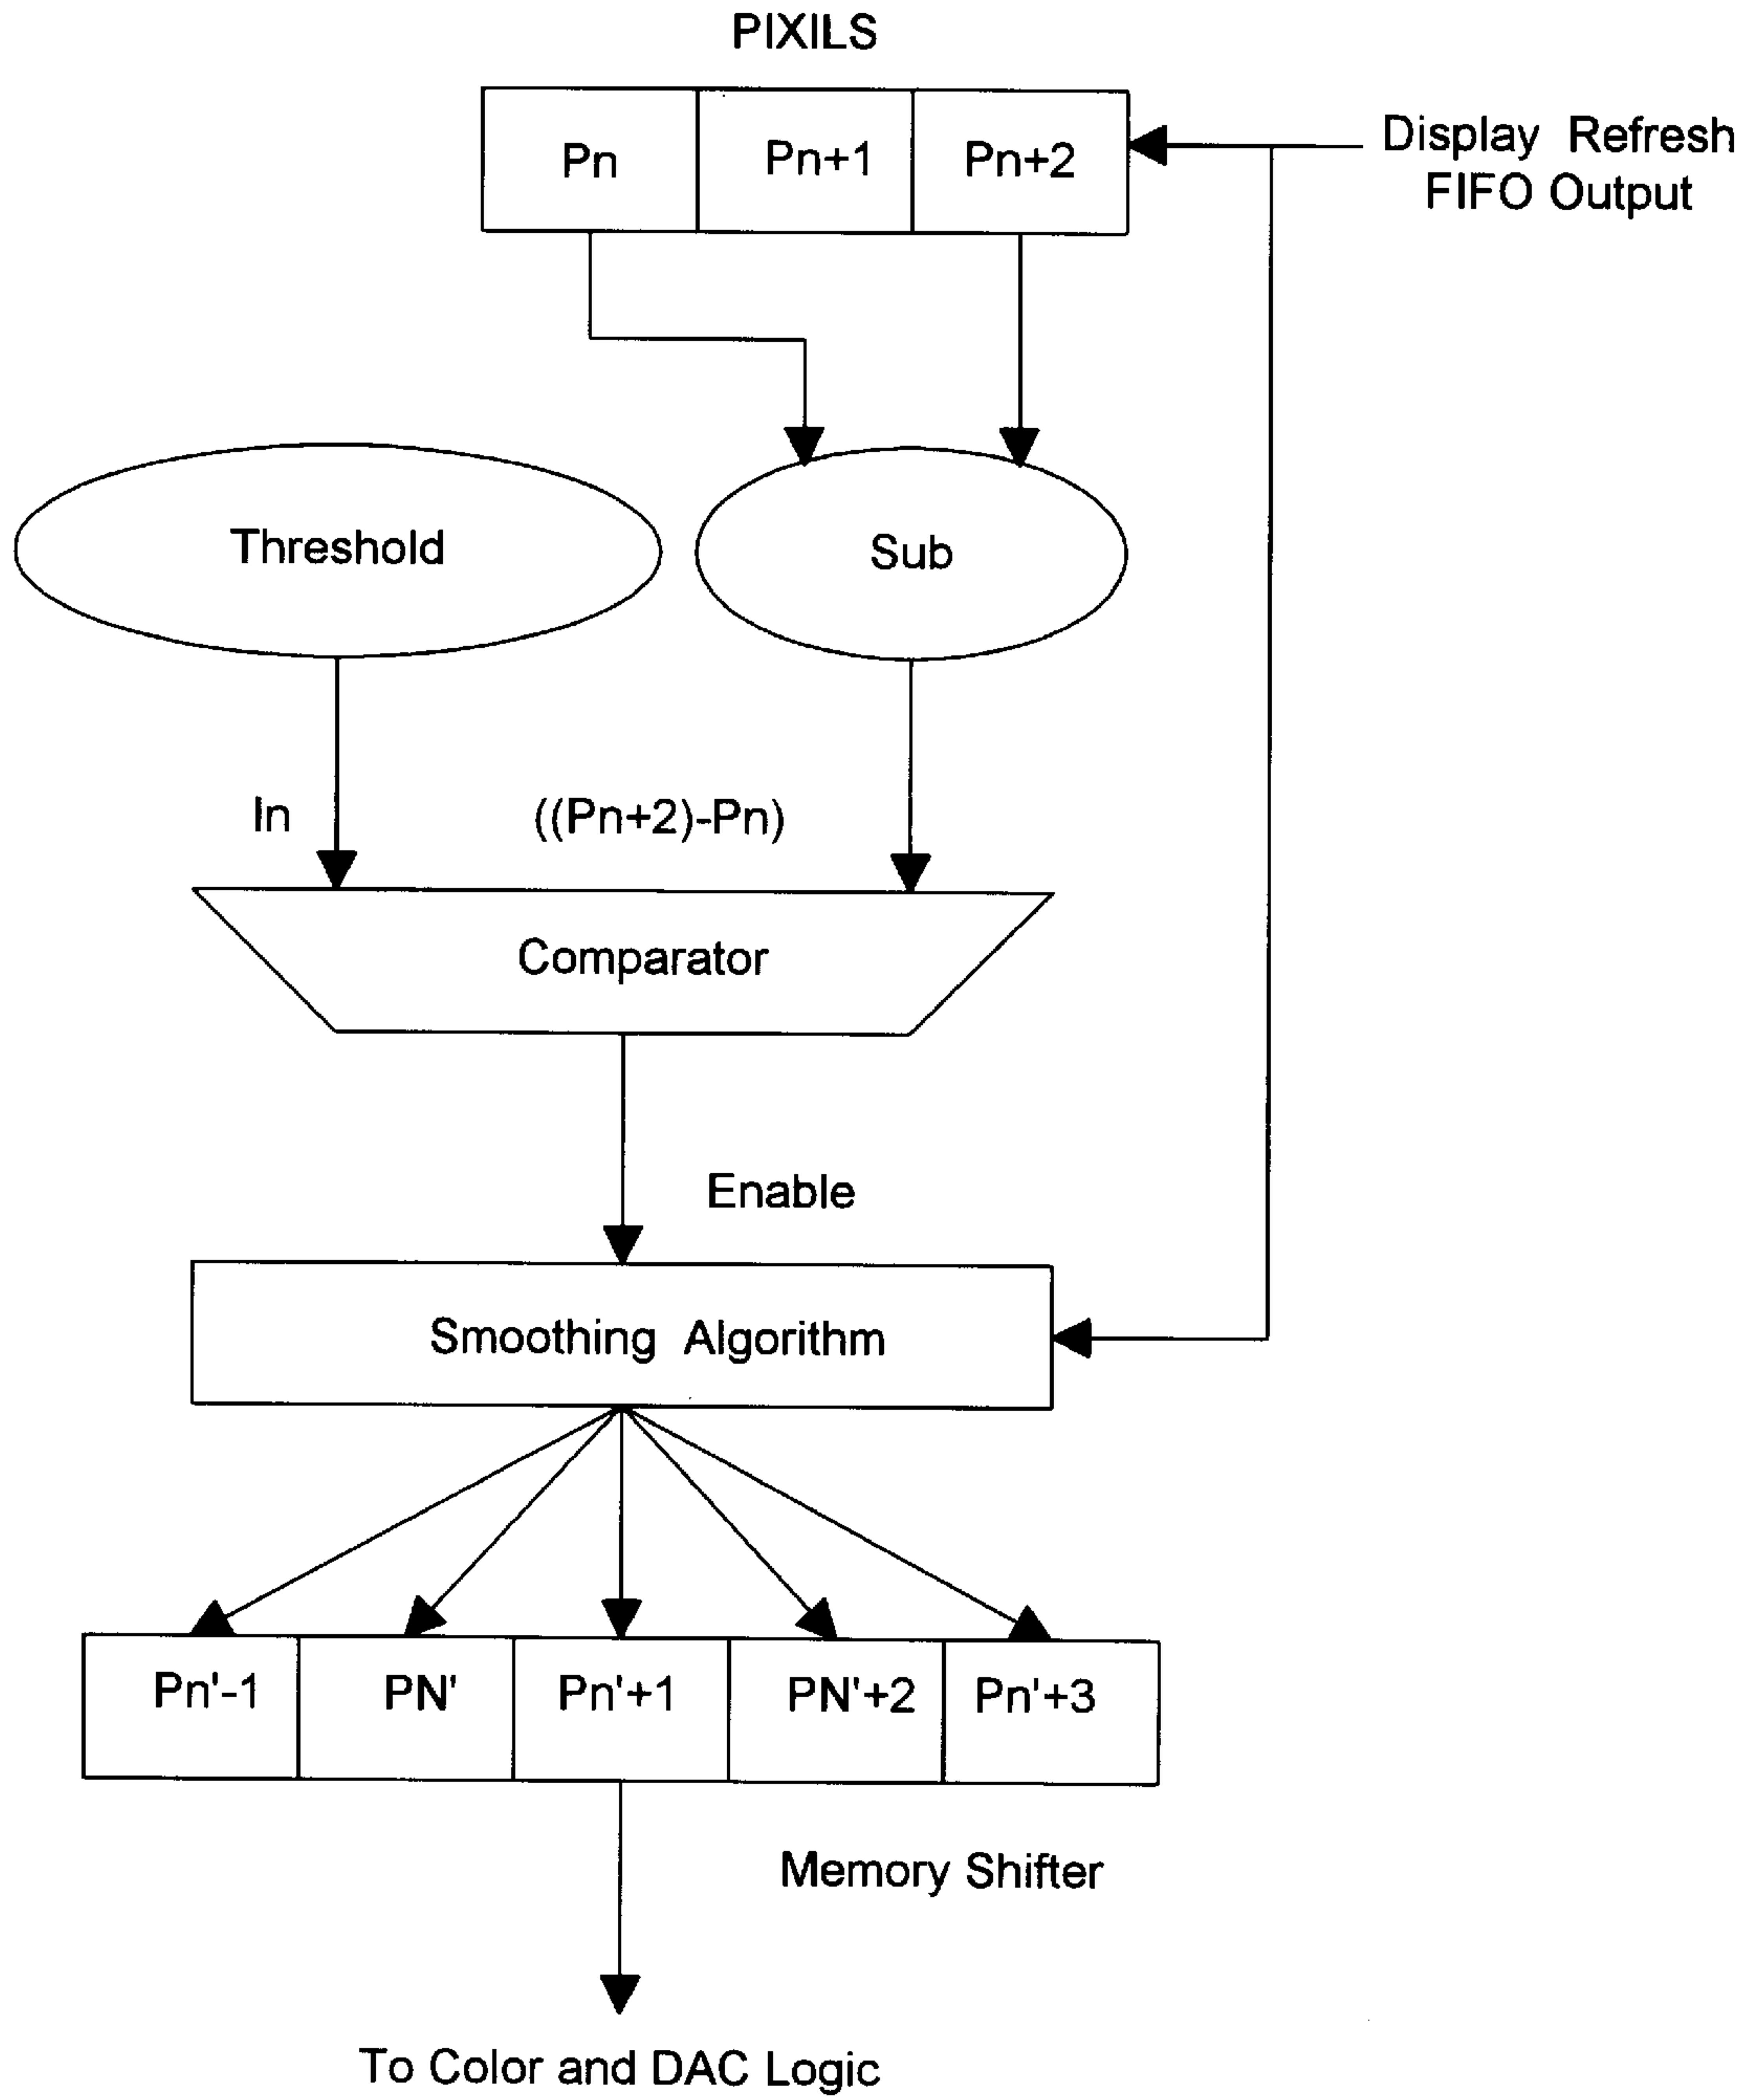 PIXILS
Pn
Pn+1
Pn+2
Display Refresh
FIFO Output
Threshold
Sub
In
((Pn+2)-Pn)
Comparator
Enable
Smoothing Algorithm
Pn'-1
PN'
Pn'+1
PN'+2
Pn'+3
Memory Shifter
To Color and DAC Logic